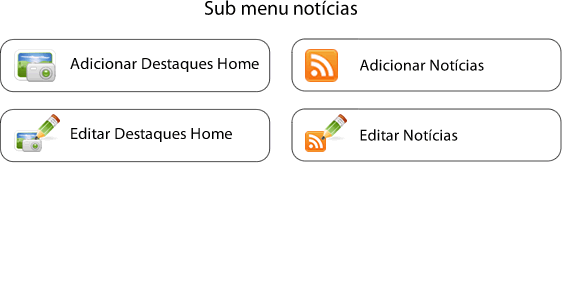 Sub menu notícias
Adicionar Destaques Home
Adicionar Notícias
Editar Destaques Home
Editar Notícias